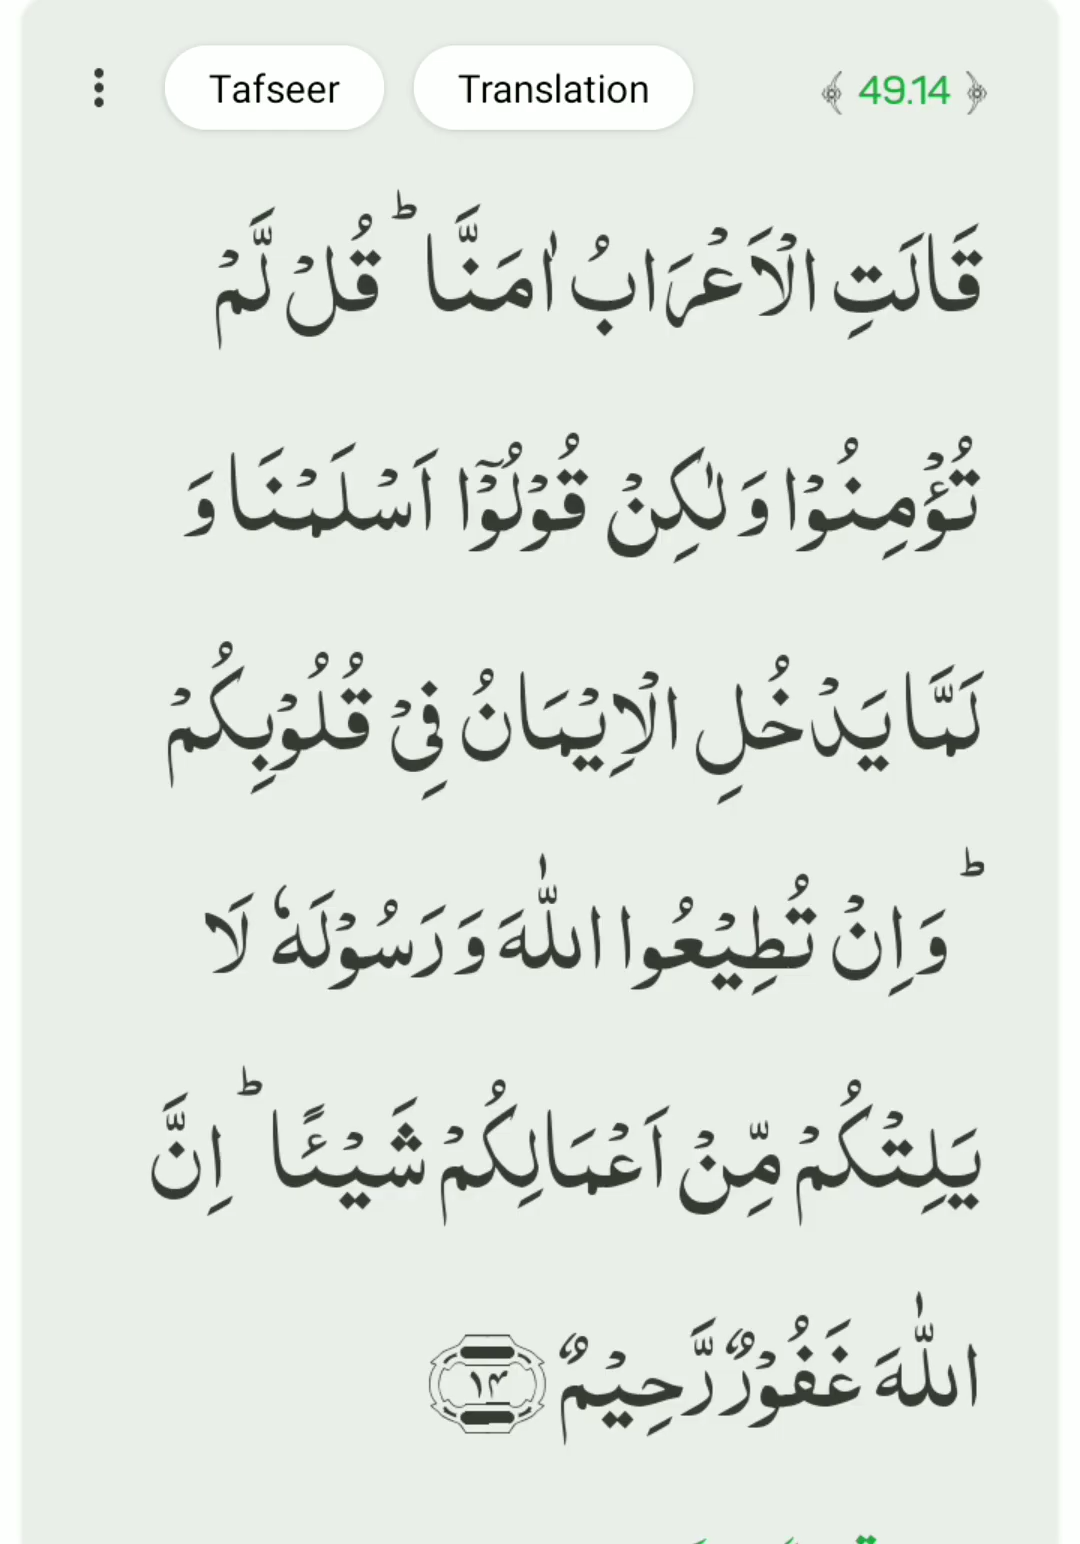 Tafseer Translation ﴾ 49.14 ﴿
قَالَتِ الْاَعْرَابُ اٰمَنَّا ؕ قُلْ لَّمْ
تُؤْمِنُوْا وَ لٰكِنْ قُوْلُوْۤا اَسْلَمْنَا وَ
لَمَّا یَدْخُلِ الْاِیْمَانُ فِیْ قُلُوْبِكُمْ
ؕ وَ اِنْ تُطِیْعُوا اللّٰهَ وَ رَسُوْلَهٗ لَا
یَلِتْكُمْ مِّنْ اَعْمَالِكُمْ شَیْـًٔا ؕ اِنَّ
اللّٰهَ غَفُوْرٌ رَّحِیْمٌ ۱۴